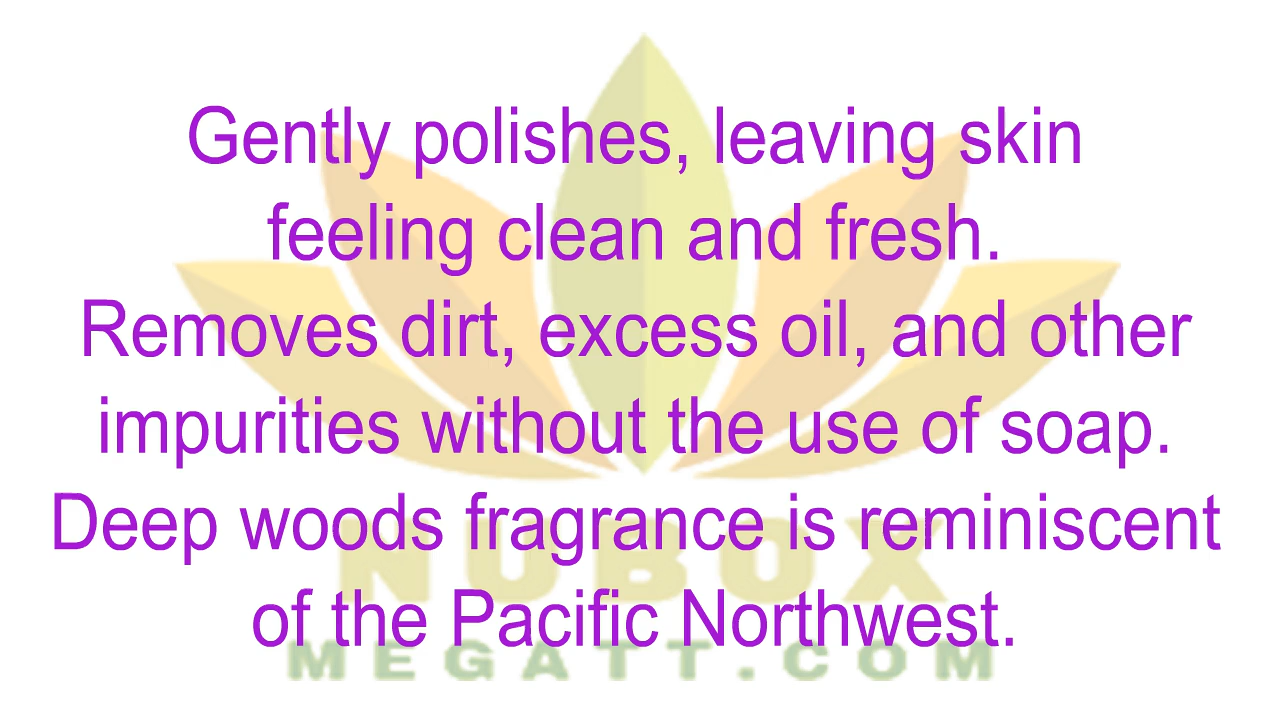 Gently polishes, leaving skin
feeling clean and fresh.
Removes dirt, excess oil, and other
impurities without the use of soap.
Deep woods fragrance is reminiscent
of the Pacific Northwest.
NUBOX
MEGATT.COM